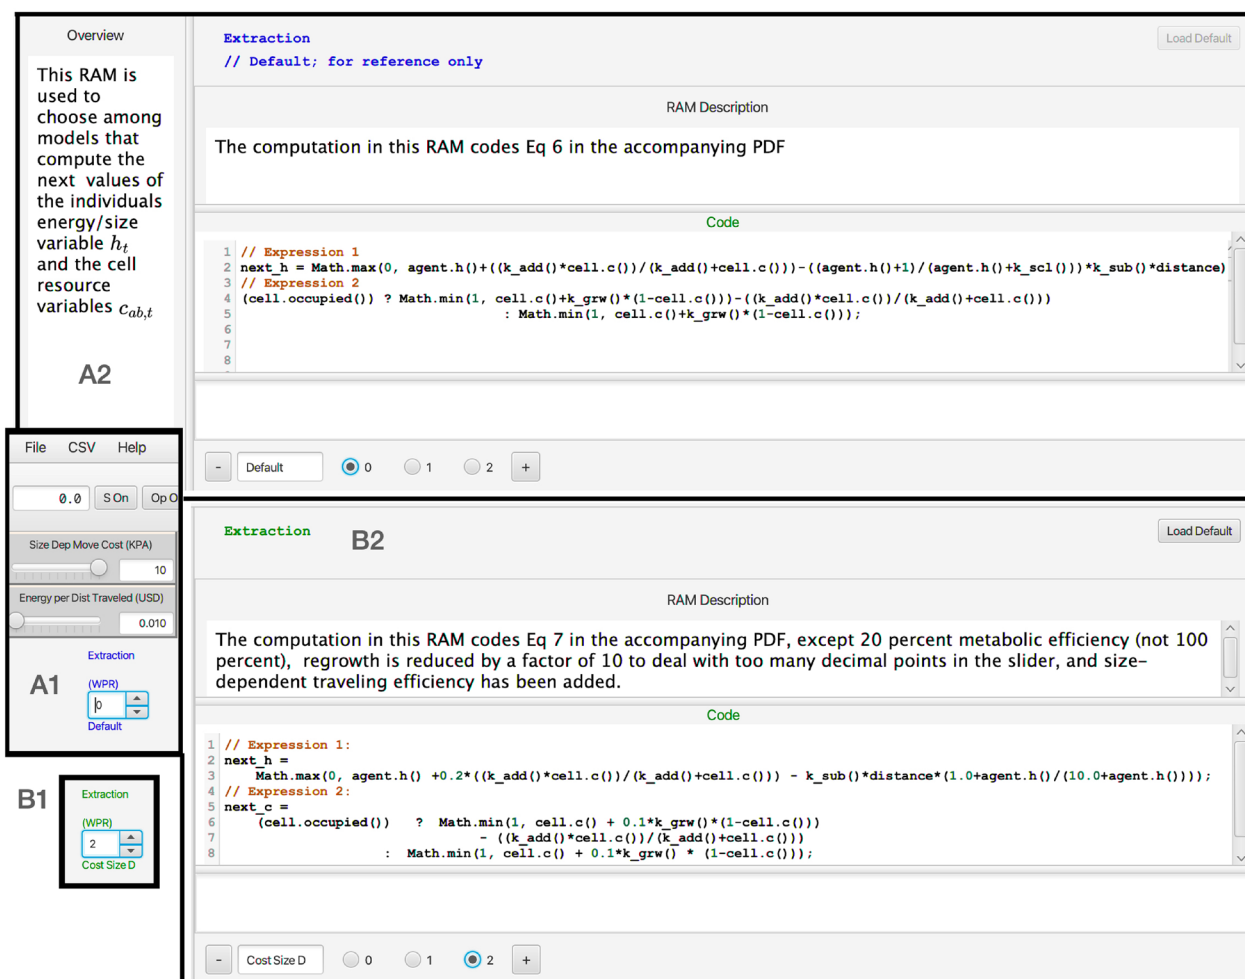 Overview
This RAM is
used to
choose among
models that
compute the
next values of
the individuals
energy/size
variable hₜ
and the cell
resource
variables c_{ab,t}
A2
Extraction
// Default; for reference only
Load Default
RAM Description
The computation in this RAM codes Eq 6 in the accompanying PDF
Code
1 // Expression 1
2 next_h = Math.max(0, agent.h()+((k_add()*cell.c())/(k_add()+cell.c()))-((agent.h()+1)/(agent.h()+k_scl()))*k_sub()*distance)
3 // Expression 2
4 (cell.occupied()) ? Math.min(1, cell.c()+k_grw()*(1-cell.c()))-((k_add()*cell.c())/(k_add()+cell.c()))
5 : Math.min(1, cell.c()+k_grw()*(1-cell.c()));
6
7
8
- Default 0 1 2 +
File CSV Help
0.0 S On Op O
Size Dep Move Cost (KPA)
10
Energy per Dist Traveled (USD)
0.010
Extraction
A1
(WPR)
0
Default
B1
Extraction
(WPR)
2
Cost Size D
Extraction
B2
Load Default
RAM Description
The computation in this RAM codes Eq 7 in the accompanying PDF, except 20 percent metabolic efficiency (not 100
percent), regrowth is reduced by a factor of 10 to deal with too many decimal points in the slider, and size-
dependent traveling efficiency has been added.
Code
1 // Expression 1:
2 next_h =
3 Math.max(0, agent.h() +0.2*((k_add()*cell.c())/(k_add()+cell.c())) - k_sub()*distance*(1.0+agent.h()/(10.0+agent.h())));
4 // Expression 2:
5 next_c =
6 (cell.occupied()) ? Math.min(1, cell.c() + 0.1*k_grw()*(1-cell.c()))
7 - ((k_add()*cell.c())/(k_add()+cell.c()))
8 : Math.min(1, cell.c() + 0.1*k_grw() * (1-cell.c()));
- Cost Size D 0 1 2 +